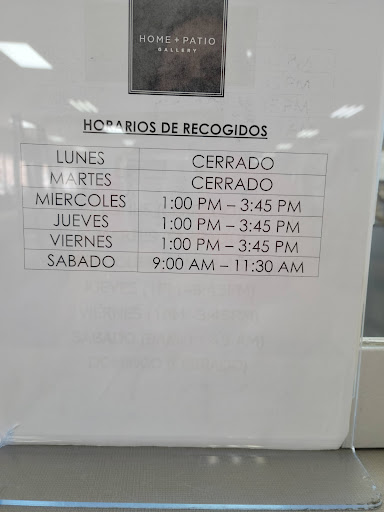 HOME + PATIO
GALLERY
HORARIOS DE RECOGIDOS
LUNES CERRADO
MARTES CERRADO
MIERCOLES 1:00 PM – 3:45 PM
JUEVES 1:00 PM – 3:45 PM
VIERNES 1:00 PM – 3:45 PM
SABADO 9:00 AM – 11:30 AM